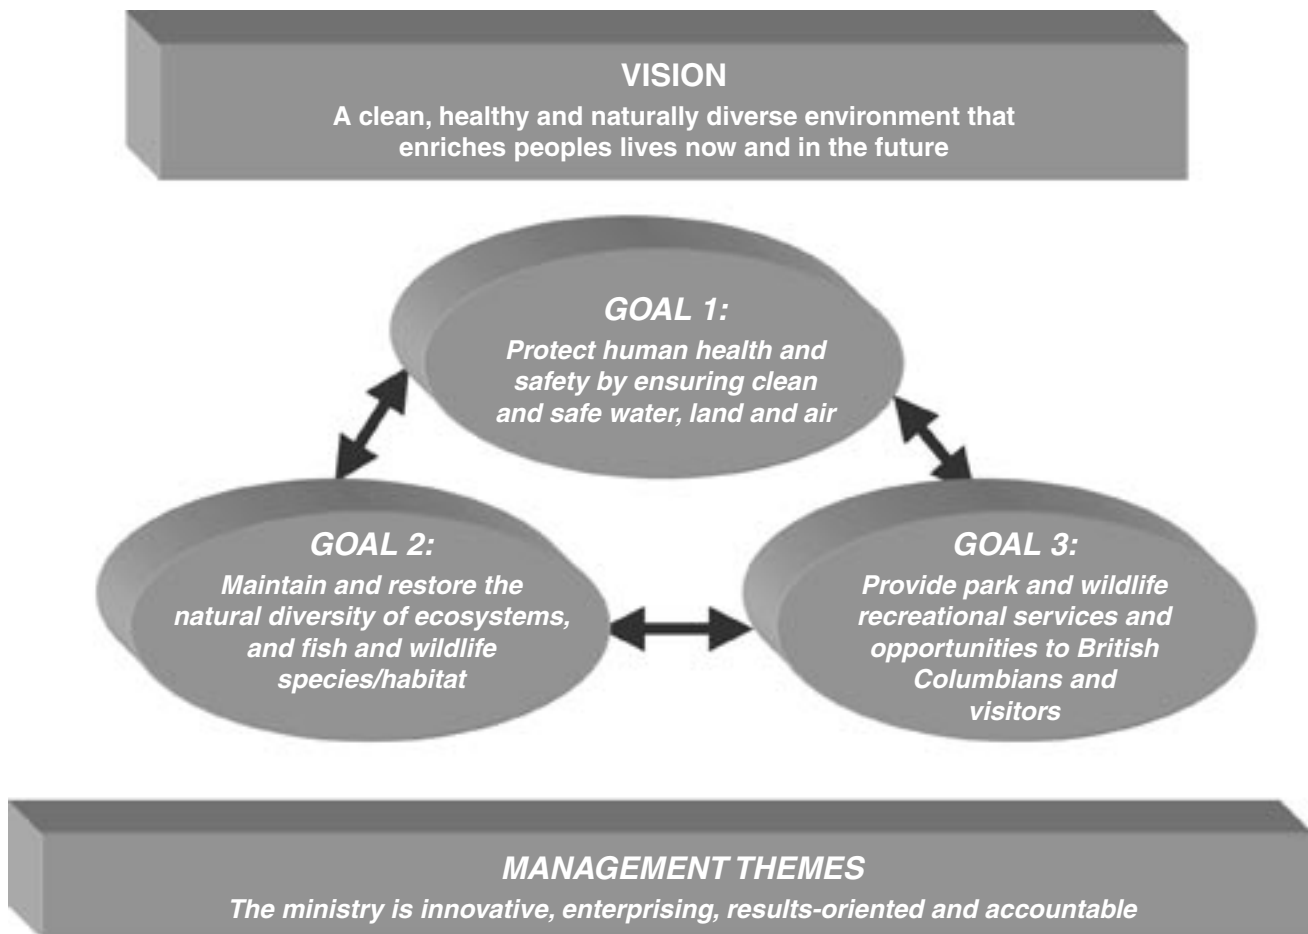 VISION
A clean, healthy and naturally diverse environment that
enriches peoples lives now and in the future
GOAL 1:
Protect human health and
safety by ensuring clean
and safe water, land and air
GOAL 2:
Maintain and restore the
natural diversity of ecosystems,
and fish and wildlife
species/habitat
GOAL 3:
Provide park and wildlife
recreational services and
opportunities to British
Columbians and
visitors
MANAGEMENT THEMES
The ministry is innovative, enterprising, results-oriented and accountable